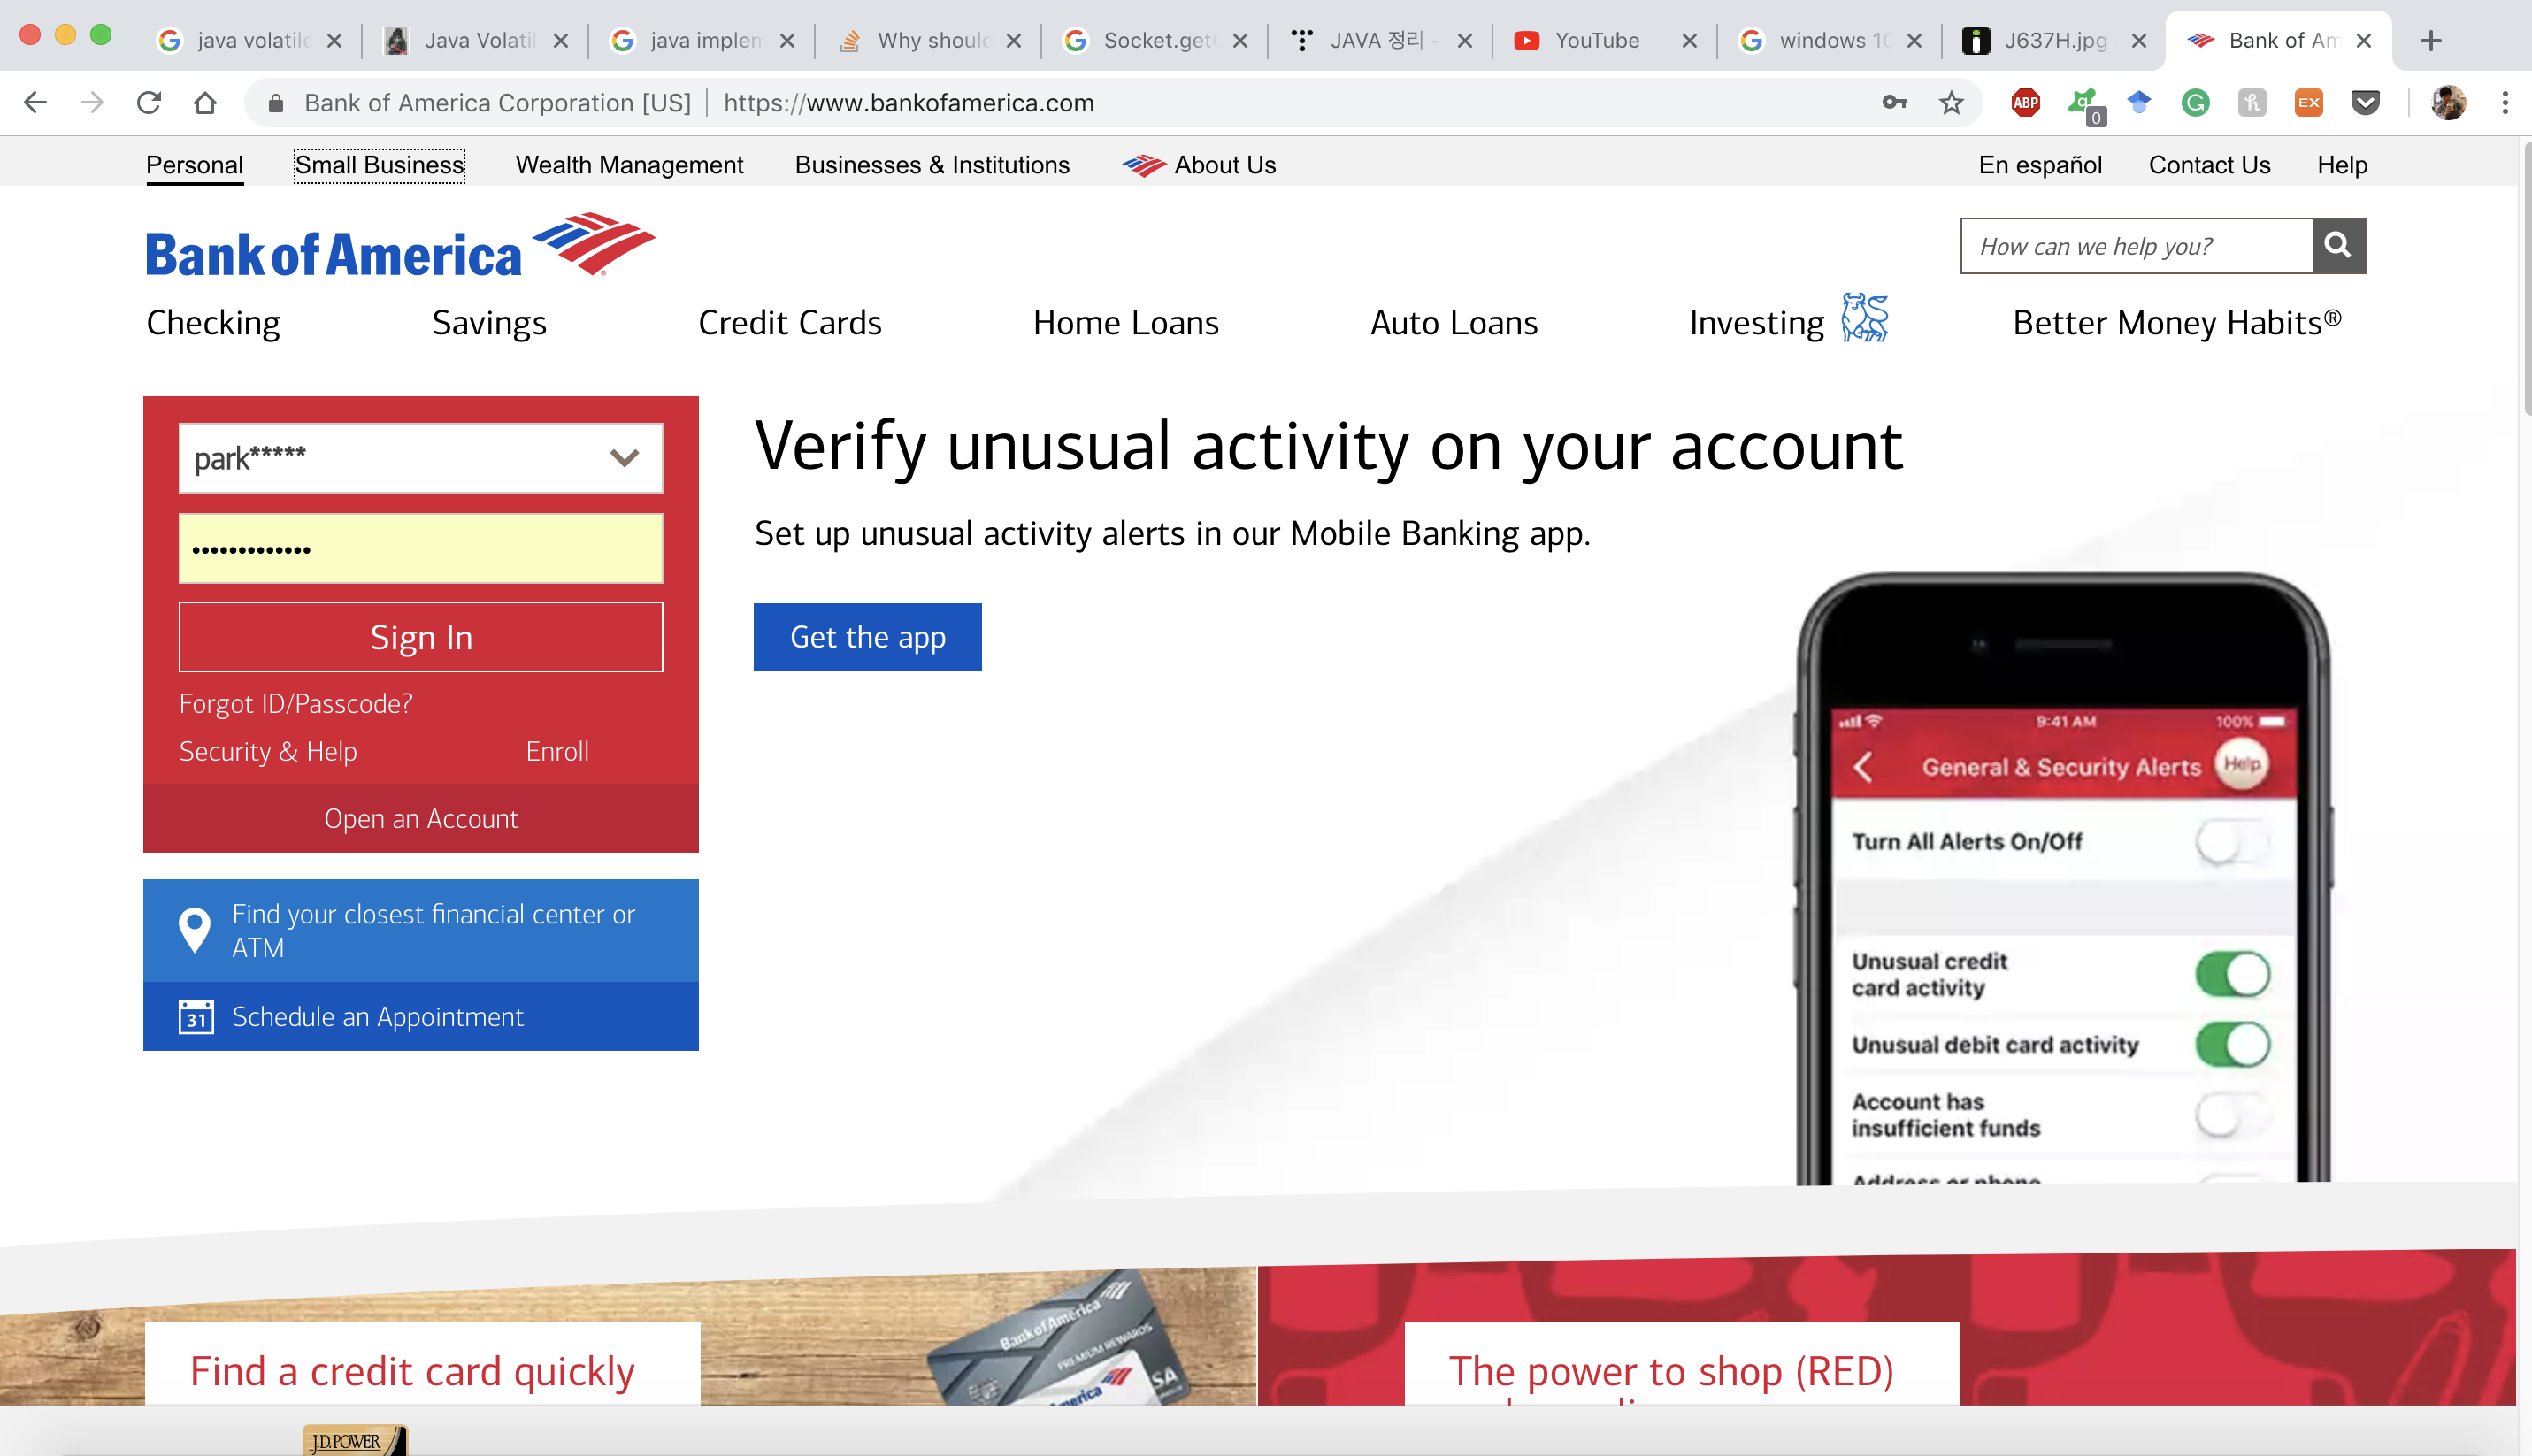 java volatile
Java Volatil
java implem
Why should
Socket.get
JAVA 정리 -
YouTube
windows 10
J637H.jpg
Bank of Am
Bank of America Corporation [US]
https://www.bankofamerica.com
ABP
0
EX
Personal
Small Business
Wealth Management
Businesses & Institutions
About Us
En español
Contact Us
Help
Bank of America
How can we help you?
Checking
Savings
Credit Cards
Home Loans
Auto Loans
Investing
Better Money Habits®
park*****
•••••••••••••
Sign In
Forgot ID/Passcode?
Security & Help
Enroll
Open an Account
Find your closest financial center or
ATM
31
Schedule an Appointment
Verify unusual activity on your account
Set up unusual activity alerts in our Mobile Banking app.
Get the app
9:41 AM
100%
General & Security Alerts
Help
Turn All Alerts On/Off
Unusual credit
card activity
Unusual debit card activity
Account has
insufficient funds
Address or phone
Find a credit card quickly
Bank of America
PREMIUM REWARDS
The power to shop (RED)
J.D.POWER